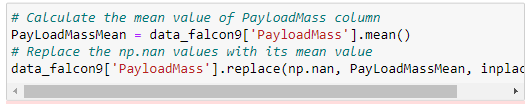 # Calculate the mean value of PayloadMass column
PayLoadMassMean = data_falcon9['PayloadMass'].mean()
# Replace the np.nan values with its mean value
data_falcon9['PayloadMass'].replace(np.nan, PayLoadMassMean, inplac